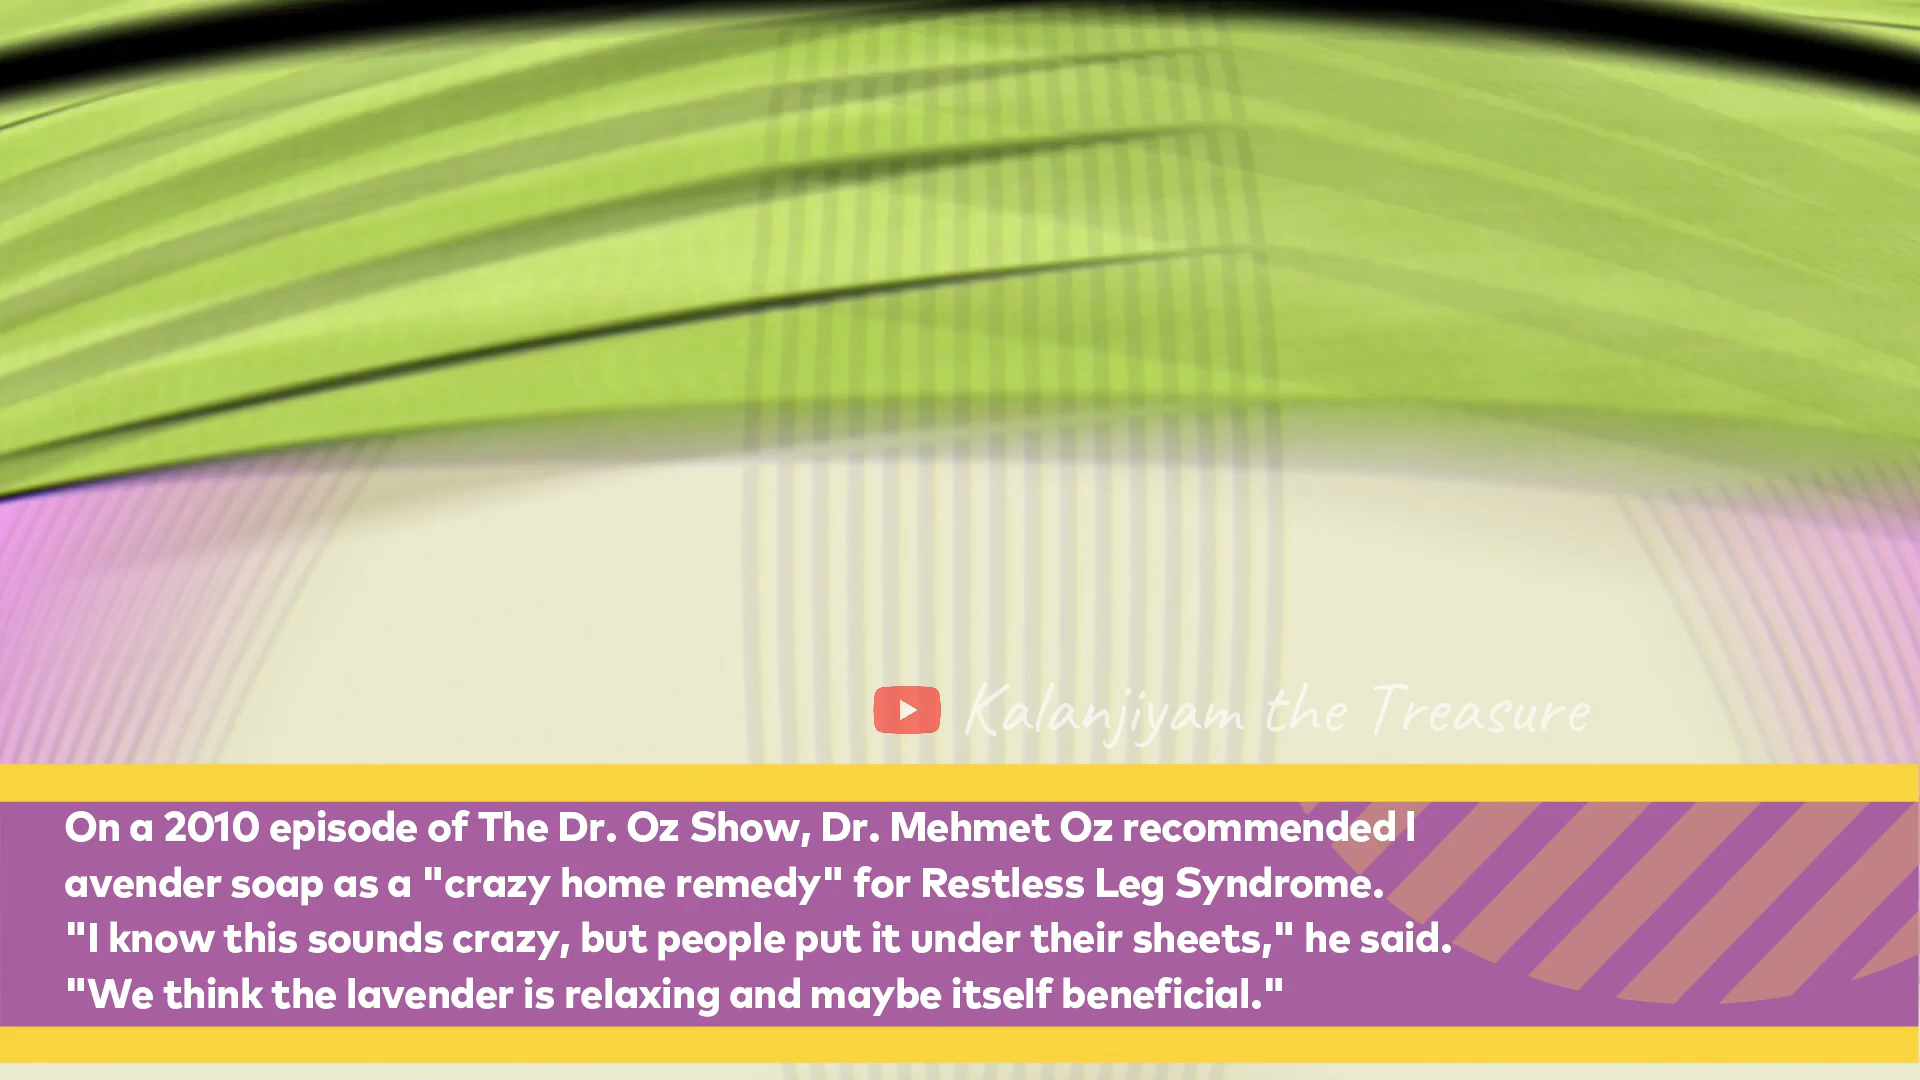 Kalanjiyam the Treasure
On a 2010 episode of The Dr. Oz Show, Dr. Mehmet Oz recommended l
avender soap as a "crazy home remedy" for Restless Leg Syndrome.
"I know this sounds crazy, but people put it under their sheets," he said.
"We think the lavender is relaxing and maybe itself beneficial."